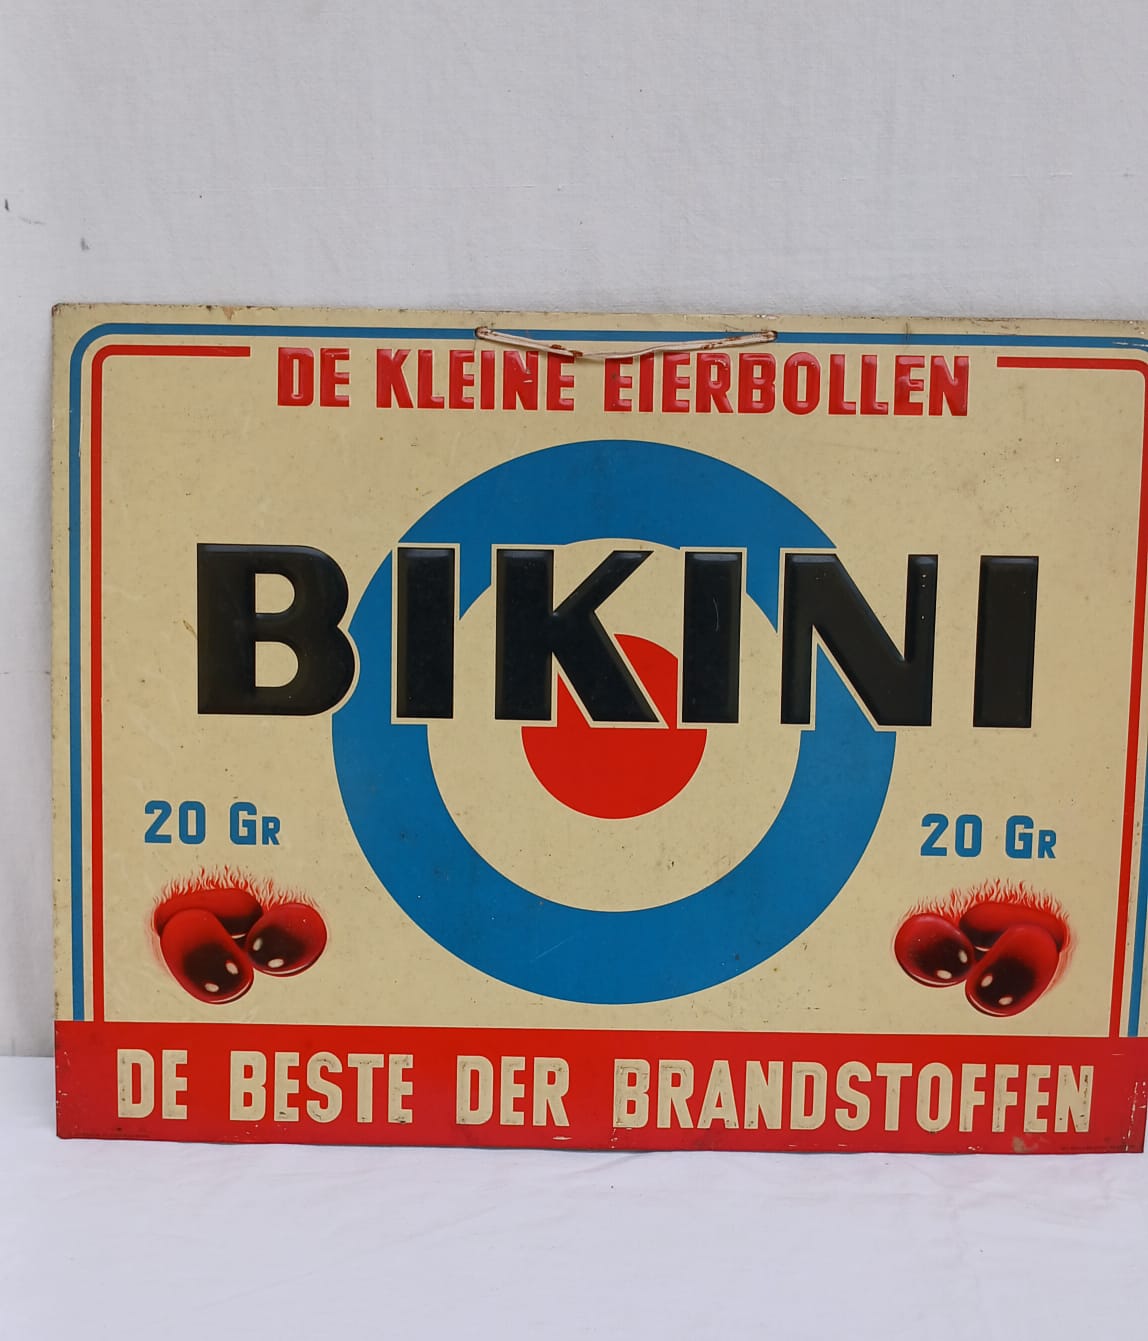 DE KLEINE EIERBOLLEN
BIKINI
20 GR
20 GR
DE BESTE DER BRANDSTOFFEN